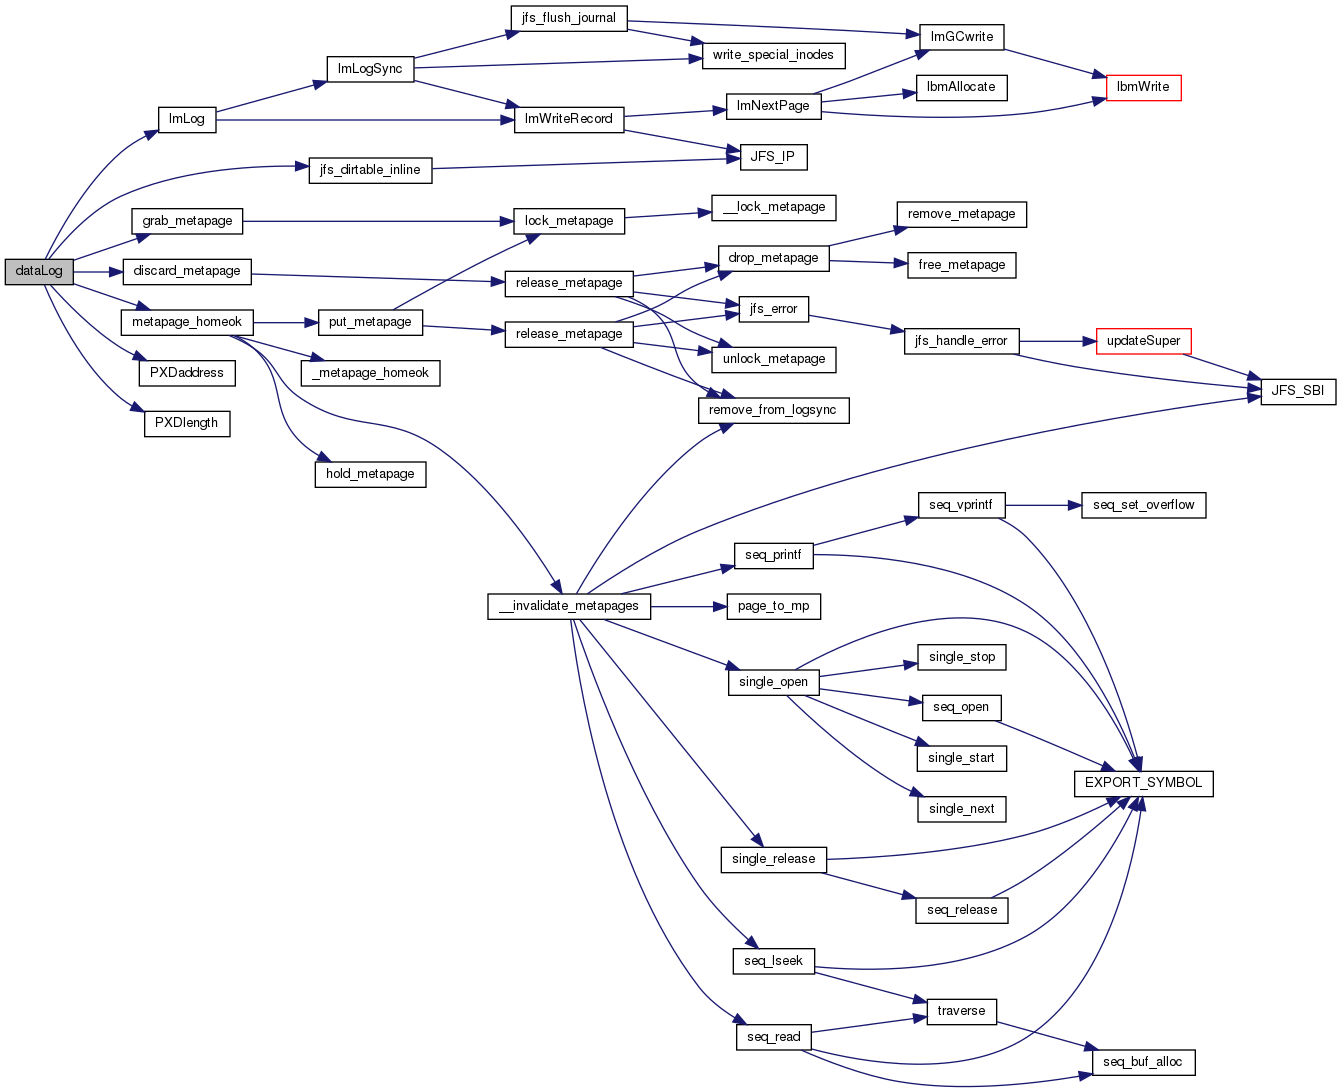 dataLog
lmLog
jfs_dirtable_inline
grab_metapage
discard_metapage
metapage_homeok
PXDaddress
PXDlength
lmLogSync
put_metapage
_metapage_homeok
hold_metapage
jfs_flush_journal
lmWriteRecord
lock_metapage
release_metapage
release_metapage
__invalidate_metapages
write_special_inodes
lmNextPage
JFS_IP
__lock_metapage
drop_metapage
jfs_error
unlock_metapage
remove_from_logsync
seq_printf
page_to_mp
single_open
single_release
seq_lseek
seq_read
lmGCwrite
lbmAllocate
remove_metapage
free_metapage
jfs_handle_error
seq_vprintf
single_stop
seq_open
single_start
single_next
seq_release
traverse
lbmWrite
updateSuper
seq_set_overflow
EXPORT_SYMBOL
seq_buf_alloc
JFS_SBI